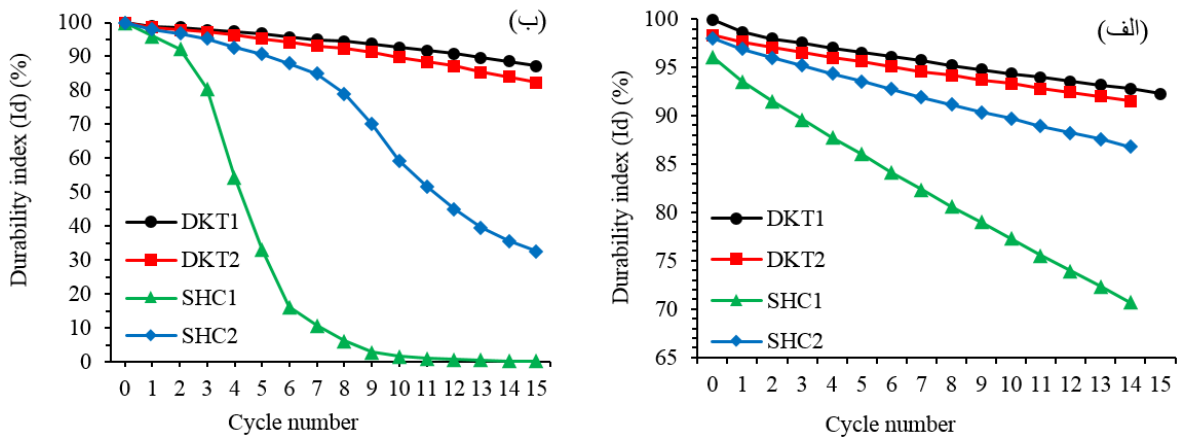 (ب)
Durability index (Id) (%)
100
90
80
70
60
50
40
30
20
10
0
DKT1
DKT2
SHC1
SHC2
0 1 2 3 4 5 6 7 8 9 10 11 12 13 14 15
Cycle number
(الف)
Durability index (Id) (%)
100
95
90
85
80
75
70
65
DKT1
DKT2
SHC1
SHC2
0 1 2 3 4 5 6 7 8 9 10 11 12 13 14 15
Cycle number